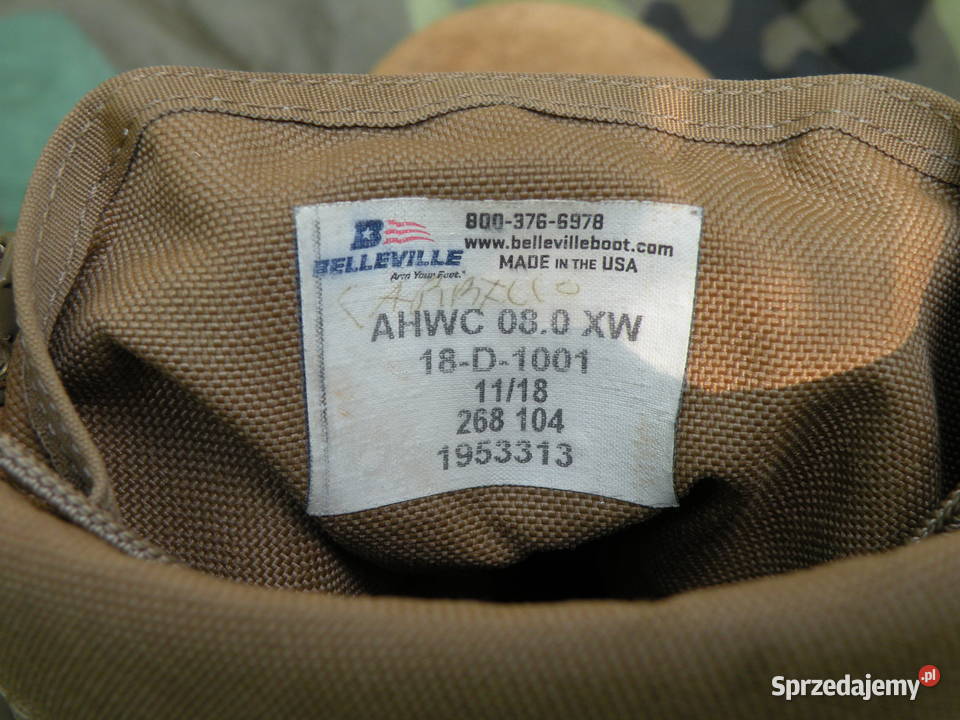 B
BELLEVILLE
Arm Your Feet.
800-376-6978
www.bellevilleboot.com
MADE IN THE USA
AHWC 08.0 XW
18-D-1001
11/18
268 104
1953313
Sprzedajemy.pl